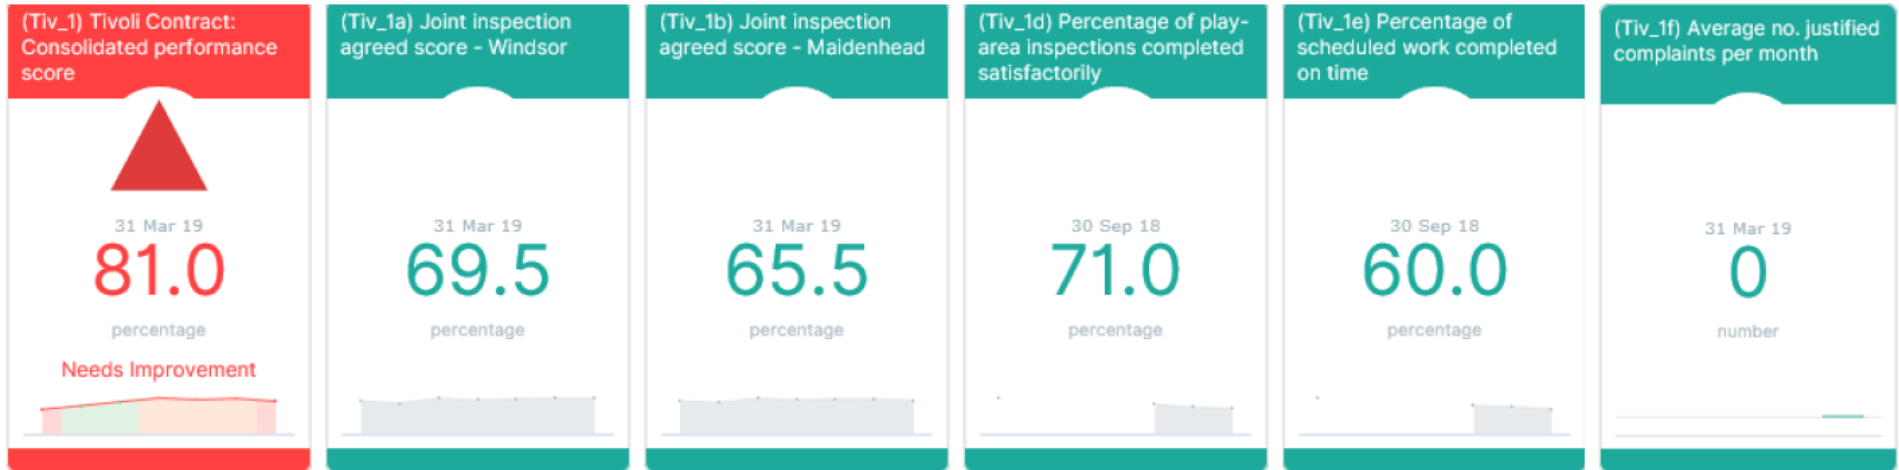 (Tiv_1) Tivoli Contract:
Consolidated performance
score
31 Mar 19
81.0
percentage
Needs Improvement
(Tiv_1a) Joint inspection
agreed score - Windsor
31 Mar 19
69.5
percentage
(Tiv_1b) Joint inspection
agreed score - Maidenhead
31 Mar 19
65.5
percentage
(Tiv_1d) Percentage of play-
area inspections completed
satisfactorily
30 Sep 18
71.0
percentage
(Tiv_1e) Percentage of
scheduled work completed
on time
30 Sep 18
60.0
percentage
(Tiv_1f) Average no. justified
complaints per month
31 Mar 19
0
number